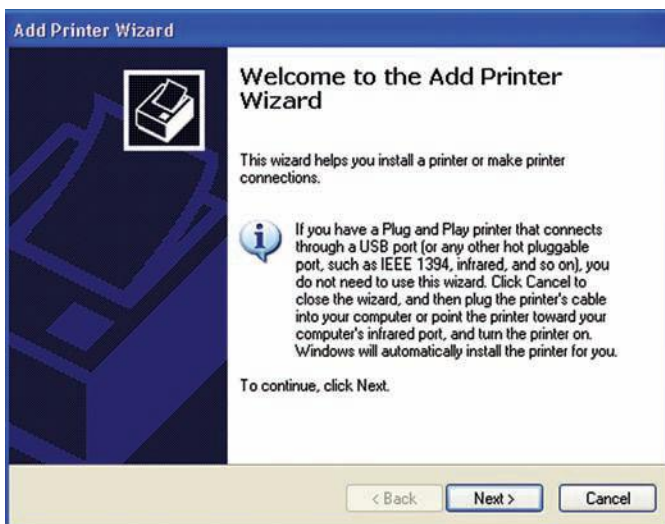 Add Printer Wizard
Welcome to the Add Printer
Wizard
This wizard helps you install a printer or make printer
connections.
If you have a Plug and Play printer that connects
through a USB port (or any other hot pluggable
port, such as IEEE 1394, infrared, and so on), you
do not need to use this wizard. Click Cancel to
close the wizard, and then plug the printer's cable
into your computer or point the printer toward your
computer's infrared port, and turn the printer on.
Windows will automatically install the printer for you.
To continue, click Next.
< Back Next > Cancel